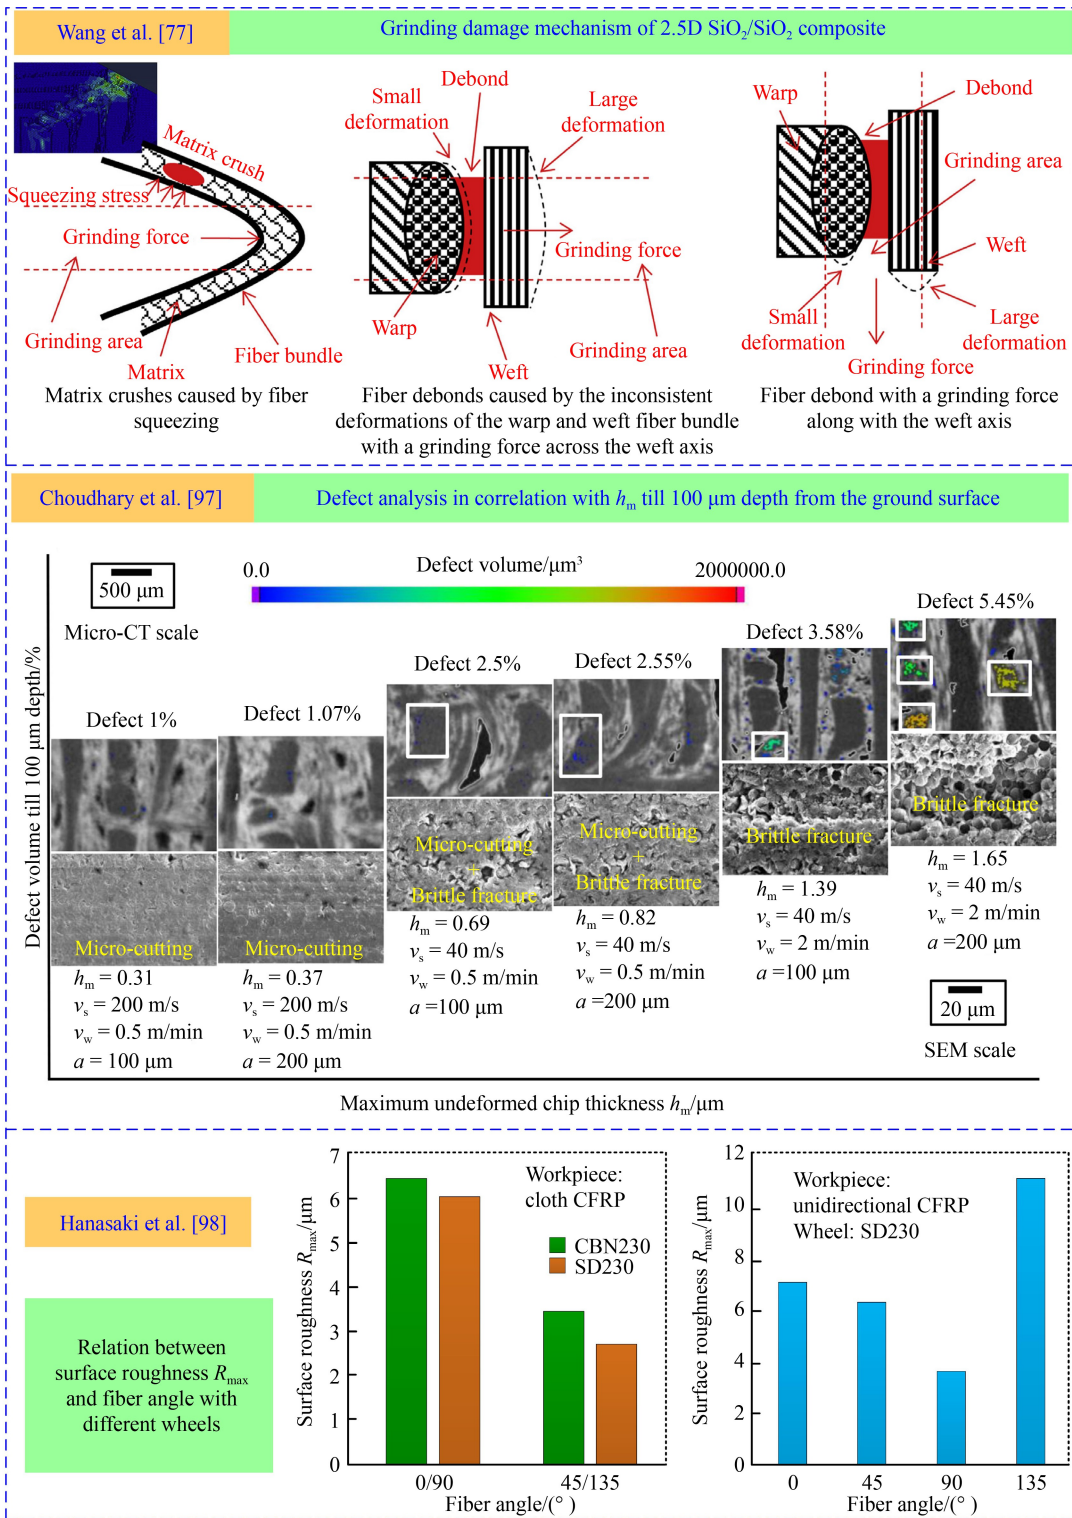 Wang et al. [77]
Grinding damage mechanism of 2.5D SiO₂/SiO₂ composite
Matrix crush
Squeezing stress
Grinding force
Grinding area
Matrix
Fiber bundle
Matrix crushes caused by fiber
squeezing
Debond
Small
deformation
Large
deformation
Grinding force
Warp
Grinding area
Weft
Fiber debonds caused by the inconsistent
deformations of the warp and weft fiber bundle
with a grinding force across the weft axis
Warp
Debond
Grinding area
Weft
Small
deformation
Large
deformation
Grinding force
Fiber debond with a grinding force
along with the weft axis
Choudhary et al. [97]
Defect analysis in correlation with hₘ till 100 μm depth from the ground surface
Defect volume till 100 μm depth/%
500 μm
Micro-CT scale
0.0
Defect volume/μm³
2000000.0
Defect 1%
Micro-cutting
hₘ = 0.31
vₛ = 200 m/s
v_w = 0.5 m/min
a = 100 μm
Defect 1.07%
Micro-cutting
hₘ = 0.37
vₛ = 200 m/s
v_w = 0.5 m/min
a = 200 μm
Defect 2.5%
Micro-cutting
+
Brittle fracture
hₘ = 0.69
vₛ = 40 m/s
v_w = 0.5 m/min
a =100 μm
Defect 2.55%
Micro-cutting
+
Brittle fracture
hₘ = 0.82
vₛ = 40 m/s
v_w = 0.5 m/min
a =200 μm
Defect 3.58%
Brittle fracture
hₘ = 1.39
vₛ = 40 m/s
v_w = 2 m/min
a =100 μm
Defect 5.45%
Brittle fracture
hₘ = 1.65
vₛ = 40 m/s
v_w = 2 m/min
a =200 μm
20 μm
SEM scale
Maximum undeformed chip thickness hₘ/μm
Hanasaki et al. [98]
Relation between
surface roughness R_max
and fiber angle with
different wheels
Surface roughness R_max/μm
7
6
5
4
3
2
1
0
Workpiece:
cloth CFRP
CBN230
SD230
0/90
45/135
Fiber angle/(° )
Surface roughness R_max/μm
12
10
8
6
4
2
0
Workpiece:
unidirectional CFRP
Wheel: SD230
0
45
90
135
Fiber angle/(° )